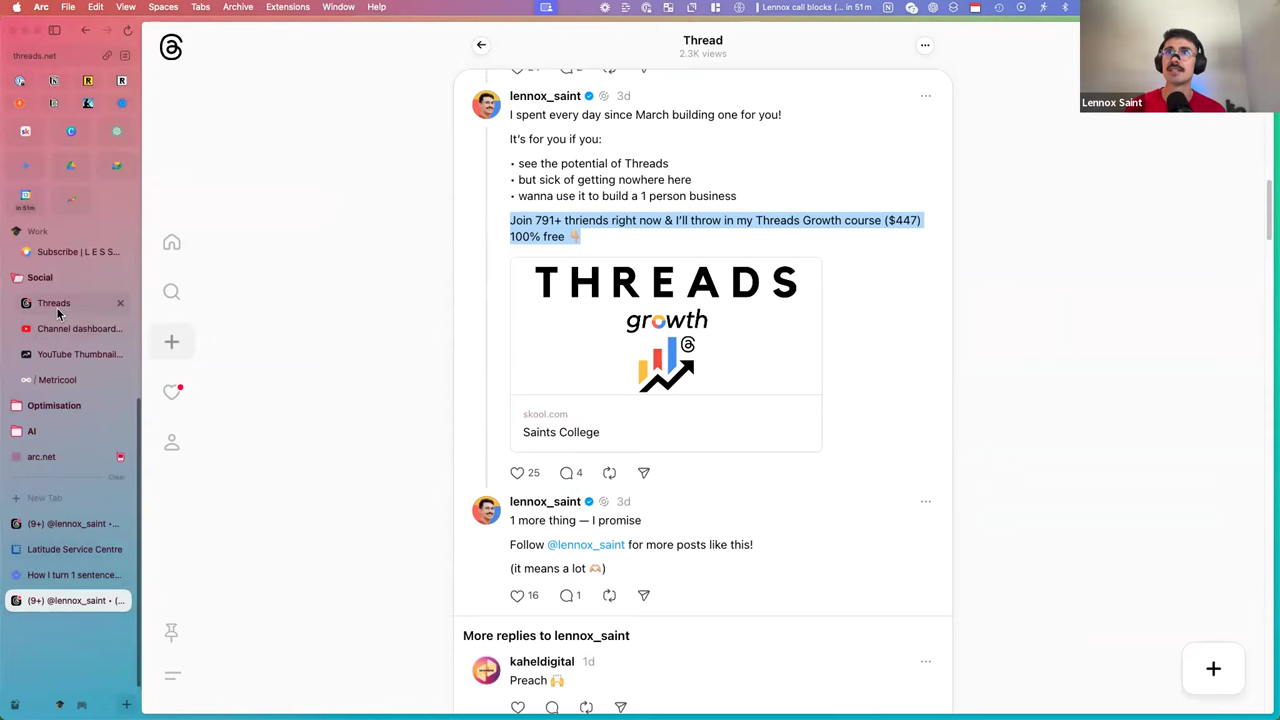 Arc File Edit View Spaces Tabs Archive Extensions Window Help
Lennox call blocks (... in 51 m
threads.net
in 51m
Work
Subscribe | L E S S...
Social
Threads
Channel dashboard...
YouTube Thumbnail...
/ Metricool
Optimisation
AI
arc.net
Clear
New Tab
(9+) @lennox_saint •...
Latitude Service Centre
How I turn 1 sentence...
(9+) @lennox_saint • (...
Thread
2.3K views
lennox_saint 3d
I spent every day since March building one for you!
It's for you if you:
• see the potential of Threads
• but sick of getting nowhere here
• wanna use it to build a 1 person business
Join 791+ thriends right now & I'll throw in my Threads Growth course ($447)
100% free 👇🏼
THREADS
growth
skool.com
Saints College
25 4
lennox_saint 3d
1 more thing — I promise
Follow @lennox_saint for more posts like this!
(it means a lot 🫶🏼)
16 1
More replies to lennox_saint
kaheldigital 1d
Preach 🙌
Lennox Saint